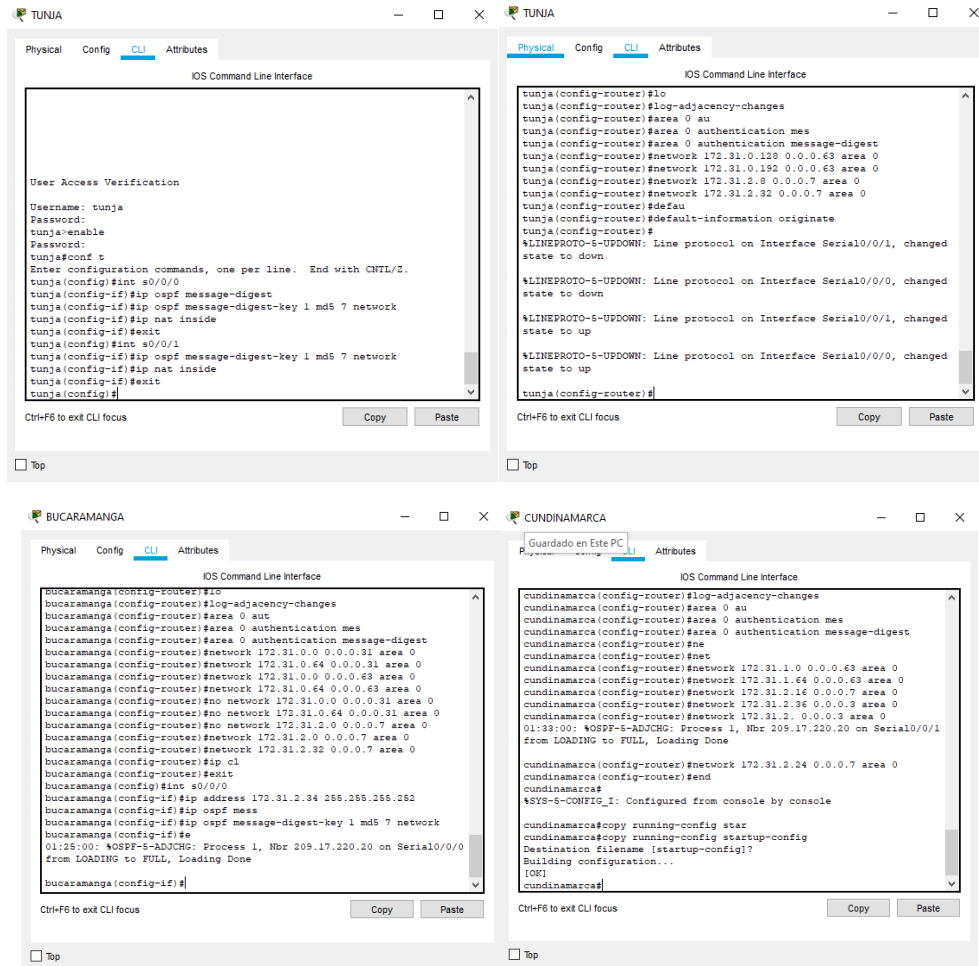 TUNJA
Physical Config CLI Attributes
IOS Command Line Interface
User Access Verification
Username: tunja
Password:
tunja>enable
Password:
tunja#conf t
Enter configuration commands, one per line.  End with CNTL/Z.
tunja(config)#int s0/0/0
tunja(config-if)#ip ospf message-digest
tunja(config-if)#ip ospf message-digest-key 1 md5 7 network
tunja(config-if)#ip nat inside
tunja(config-if)#exit
tunja(config)#int s0/0/1
tunja(config-if)#ip ospf message-digest-key 1 md5 7 network
tunja(config-if)#ip nat inside
tunja(config-if)#exit
tunja(config)#
Ctrl+F6 to exit CLI focus
Copy Paste
Top
TUNJA
Physical Config CLI Attributes
IOS Command Line Interface
tunja(config-router)#lo
tunja(config-router)#log-adjacency-changes
tunja(config-router)#area 0 au
tunja(config-router)#area 0 authentication mes
tunja(config-router)#area 0 authentication message-digest
tunja(config-router)#network 172.31.0.128 0.0.0.63 area 0
tunja(config-router)#network 172.31.0.192 0.0.0.63 area 0
tunja(config-router)#network 172.31.2.8 0.0.0.7 area 0
tunja(config-router)#network 172.31.2.32 0.0.0.7 area 0
tunja(config-router)#defau
tunja(config-router)#default-information originate
tunja(config-router)#
%LINEPROTO-5-UPDOWN: Line protocol on Interface Serial0/0/1, changed
state to down
%LINEPROTO-5-UPDOWN: Line protocol on Interface Serial0/0/0, changed
state to down
%LINEPROTO-5-UPDOWN: Line protocol on Interface Serial0/0/1, changed
state to up
%LINEPROTO-5-UPDOWN: Line protocol on Interface Serial0/0/0, changed
state to up
tunja(config-router)#
Ctrl+F6 to exit CLI focus
Copy Paste
Top
BUCARAMANGA
Physical Config CLI Attributes
IOS Command Line Interface
bucaramanga(config-router)#lo
bucaramanga(config-router)#log-adjacency-changes
bucaramanga(config-router)#area 0 aut
bucaramanga(config-router)#area 0 authentication mes
bucaramanga(config-router)#area 0 authentication message-digest
bucaramanga(config-router)#network 172.31.0.0 0.0.0.31 area 0
bucaramanga(config-router)#network 172.31.0.64 0.0.0.31 area 0
bucaramanga(config-router)#network 172.31.0.0 0.0.0.63 area 0
bucaramanga(config-router)#network 172.31.0.64 0.0.0.63 area 0
bucaramanga(config-router)#no network 172.31.0.0 0.0.0.31 area 0
bucaramanga(config-router)#no network 172.31.0.64 0.0.0.31 area 0
bucaramanga(config-router)#no network 172.31.2.0 0.0.0.7 area 0
bucaramanga(config-router)#network 172.31.2.0 0.0.0.7 area 0
bucaramanga(config-router)#network 172.31.2.32 0.0.0.7 area 0
bucaramanga(config-router)#ip cl
bucaramanga(config-router)#exit
bucaramanga(config)#int s0/0/0
bucaramanga(config-if)#ip address 172.31.2.34 255.255.255.252
bucaramanga(config-if)#ip ospf mess
bucaramanga(config-if)#ip ospf message-digest-key 1 md5 7 network
bucaramanga(config-if)#e
01:25:00: %OSPF-5-ADJCHG: Process 1, Nbr 209.17.220.20 on Serial0/0/0
from LOADING to FULL, Loading Done
bucaramanga(config-if)#
Ctrl+F6 to exit CLI focus
Copy Paste
Top
CUNDINAMARCA
Guardado en Este PC
Attributes
IOS Command Line Interface
cundinamarca(config-router)#log-adjacency-changes
cundinamarca(config-router)#area 0 au
cundinamarca(config-router)#area 0 authentication mes
cundinamarca(config-router)#area 0 authentication message-digest
cundinamarca(config-router)#ne
cundinamarca(config-router)#net
cundinamarca(config-router)#network 172.31.1.0 0.0.0.63 area 0
cundinamarca(config-router)#network 172.31.1.64 0.0.0.63 area 0
cundinamarca(config-router)#network 172.31.2.16 0.0.0.7 area 0
cundinamarca(config-router)#network 172.31.2.36 0.0.0.3 area 0
cundinamarca(config-router)#network 172.31.2. 0.0.0.3 area 0
01:33:00: %OSPF-5-ADJCHG: Process 1, Nbr 209.17.220.20 on Serial0/0/1
from LOADING to FULL, Loading Done
cundinamarca(config-router)#network 172.31.2.24 0.0.0.7 area 0
cundinamarca(config-router)#end
cundinamarca#
%SYS-5-CONFIG_I: Configured from console by console
cundinamarca#copy running-config star
cundinamarca#copy running-config startup-config
Destination filename [startup-config]?
Building configuration...
[OK]
cundinamarca#
Ctrl+F6 to exit CLI focus
Copy Paste
Top